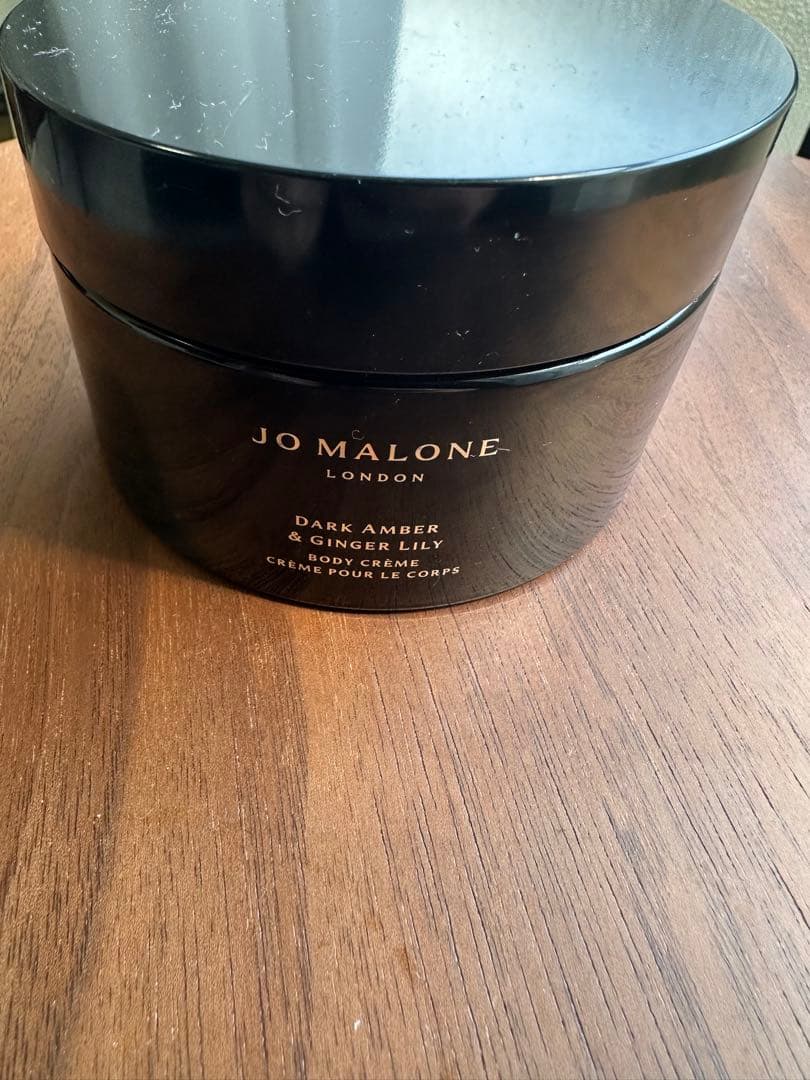 JO MALONE
LONDON
DARK AMBER
& GINGER LILY
BODY CRÈME
CRÈME POUR LE CORPS